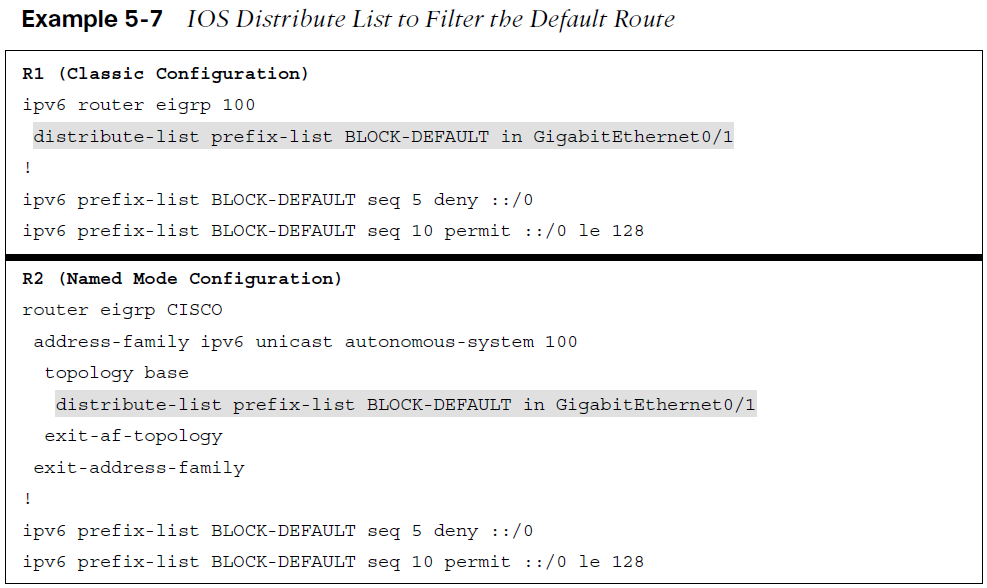 Example 5-7 IOS Distribute List to Filter the Default Route
R1 (Classic Configuration)
ipv6 router eigrp 100
distribute-list prefix-list BLOCK-DEFAULT in GigabitEthernet0/1
!
ipv6 prefix-list BLOCK-DEFAULT seq 5 deny ::/0
ipv6 prefix-list BLOCK-DEFAULT seq 10 permit ::/0 le 128
R2 (Named Mode Configuration)
router eigrp CISCO
address-family ipv6 unicast autonomous-system 100
topology base
distribute-list prefix-list BLOCK-DEFAULT in GigabitEthernet0/1
exit-af-topology
exit-address-family
!
ipv6 prefix-list BLOCK-DEFAULT seq 5 deny ::/0
ipv6 prefix-list BLOCK-DEFAULT seq 10 permit ::/0 le 128